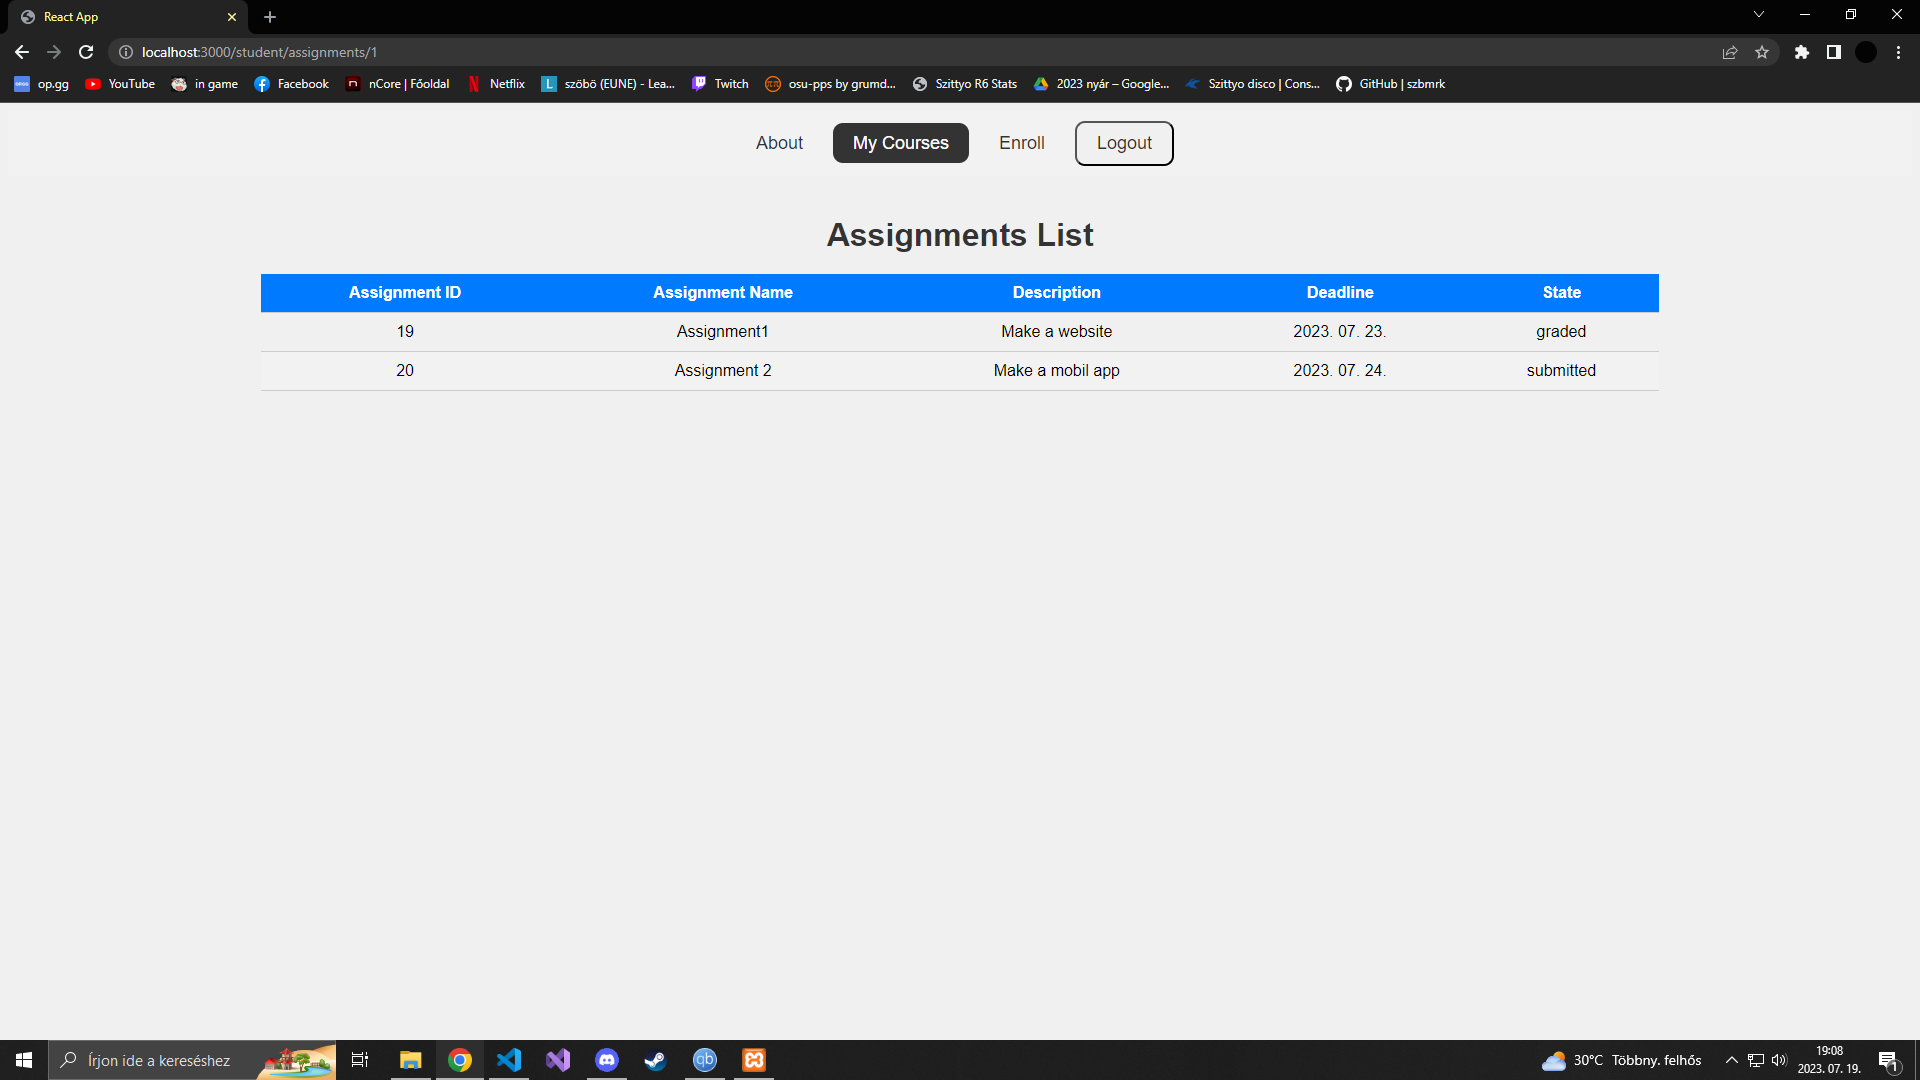 React App
localhost:3000/student/assignments/1
op.gg YouTube in game Facebook nCore | Főoldal Netflix szöbö (EUNE) - Lea... Twitch osu-pps by grumd... Szittyo R6 Stats 2023 nyár – Google... Szittyo disco | Cons... GitHub | szbmrk
About My Courses Enroll Logout
Assignments List
Assignment ID Assignment Name Description Deadline State
19 Assignment1 Make a website 2023. 07. 23. graded
20 Assignment 2 Make a mobil app 2023. 07. 24. submitted
Írjon ide a kereséshez
qb
30°C Többny. felhős
19:08
2023. 07. 19.
1